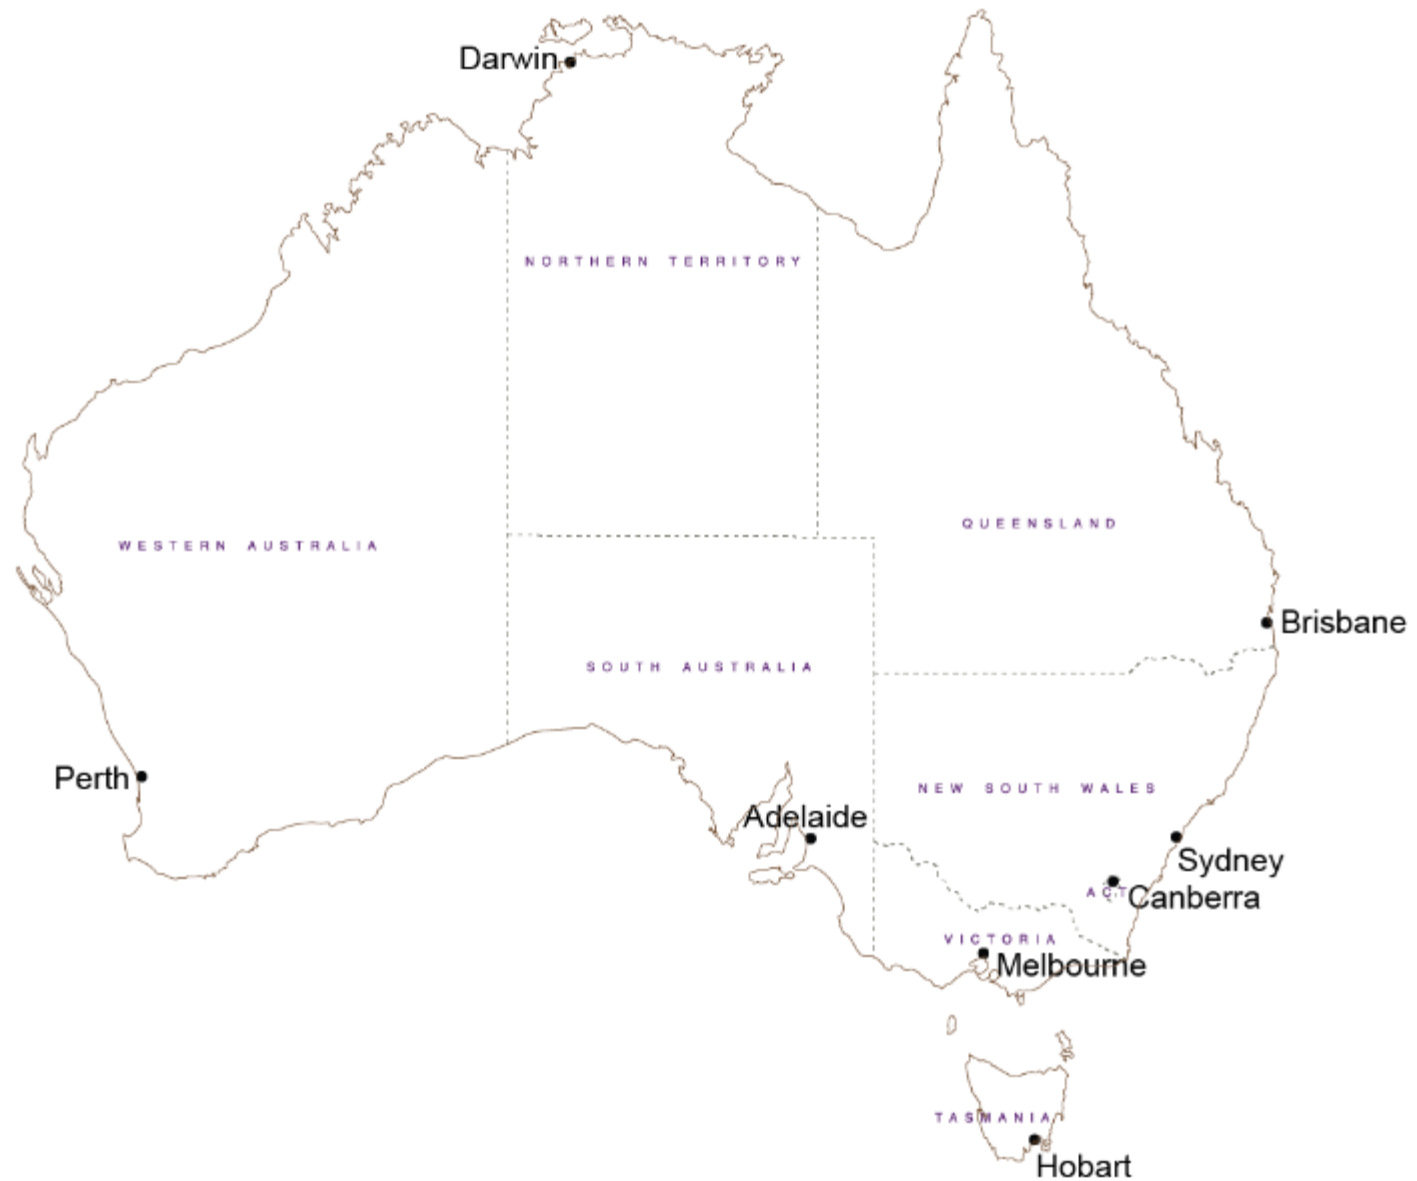 Darwin
NORTHERN TERRITORY
QUEENSLAND
WESTERN AUSTRALIA
Brisbane
SOUTH AUSTRALIA
Perth
NEW SOUTH WALES
Adelaide
Sydney
ACT
Canberra
VICTORIA
Melbourne
TASMANIA
Hobart